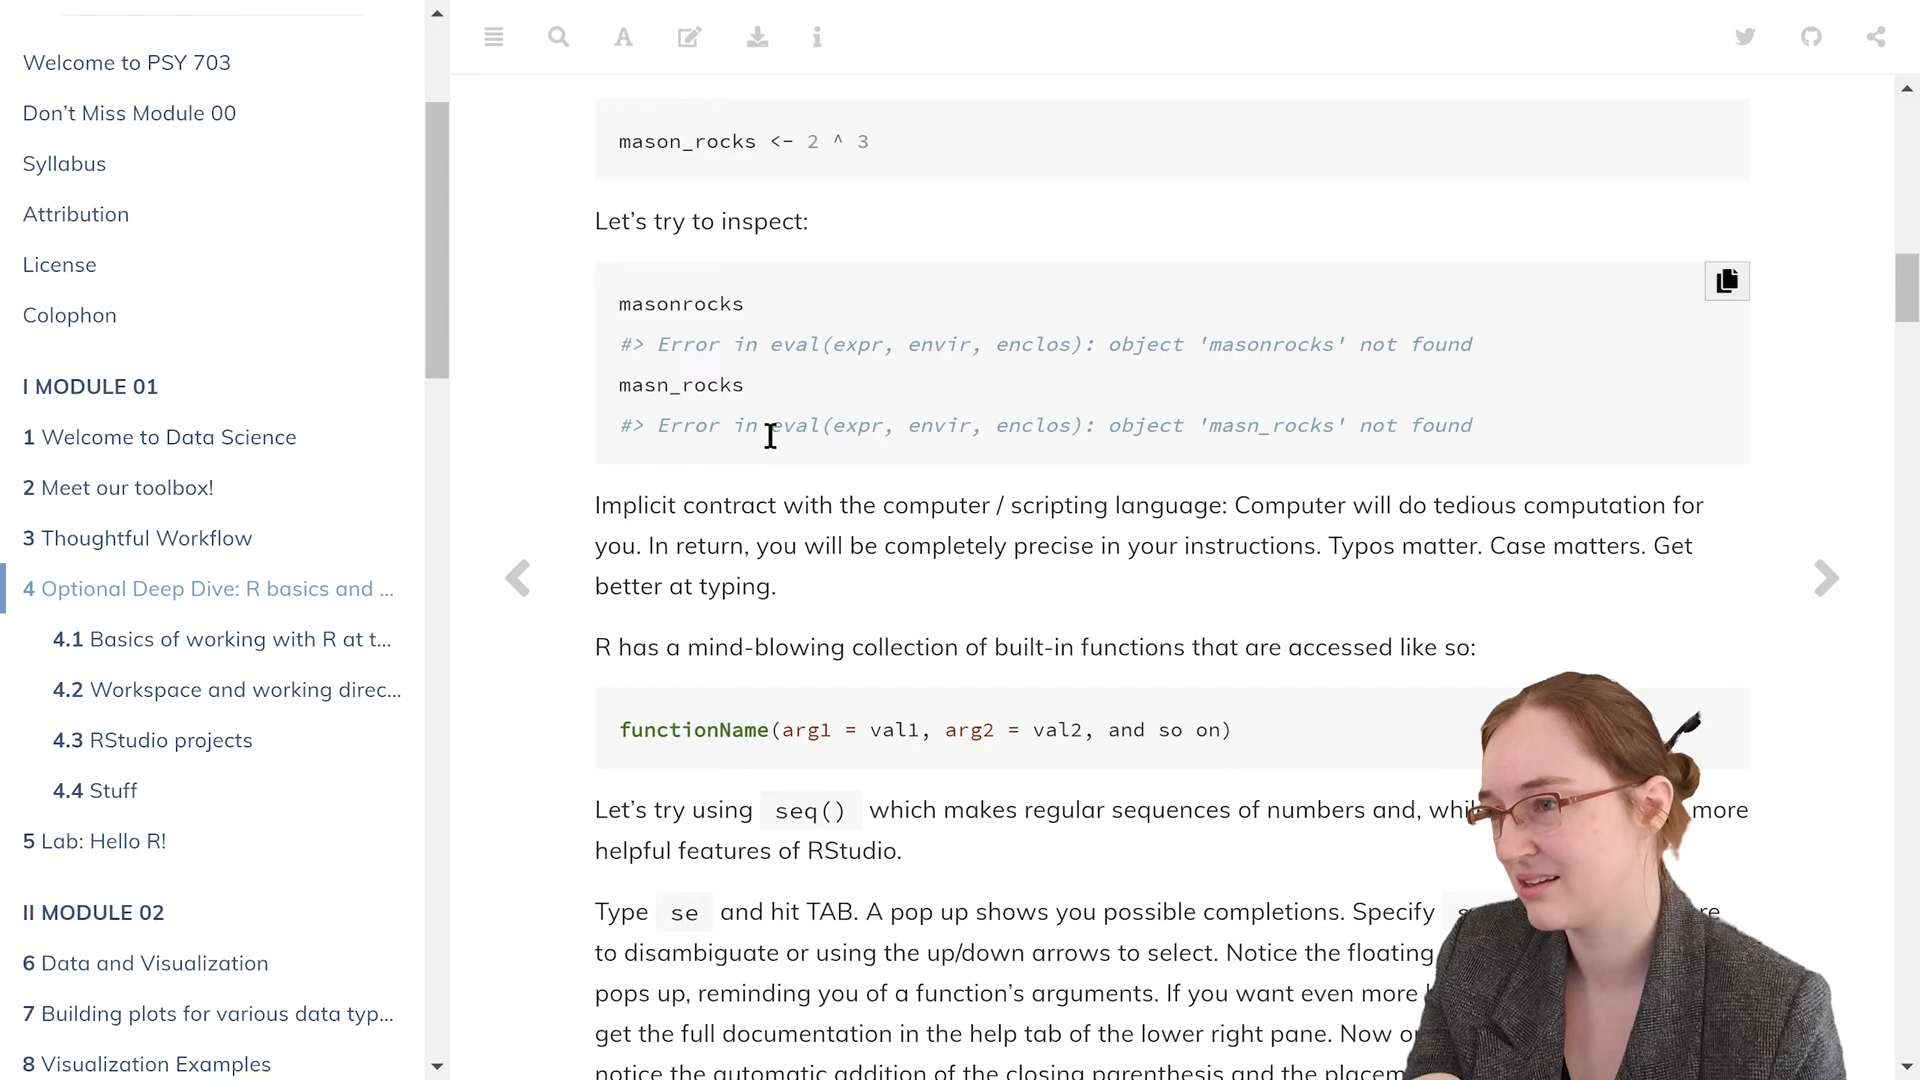 Welcome to PSY 703
Don’t Miss Module 00
Syllabus
Attribution
License
Colophon
I MODULE 01
1 Welcome to Data Science
2 Meet our toolbox!
3 Thoughtful Workflow
4 Optional Deep Dive: R basics and ...
4.1 Basics of working with R at t...
4.2 Workspace and working direc...
4.3 RStudio projects
4.4 Stuff
5 Lab: Hello R!
II MODULE 02
6 Data and Visualization
7 Building plots for various data typ...
8 Visualization Examples
mason_rocks <- 2 ^ 3
Let’s try to inspect:
masonrocks
#> Error in eval(expr, envir, enclos): object 'masonrocks' not found
masn_rocks
#> Error in eval(expr, envir, enclos): object 'masn_rocks' not found
Implicit contract with the computer / scripting language: Computer will do tedious computation for
you. In return, you will be completely precise in your instructions. Typos matter. Case matters. Get
better at typing.
R has a mind-blowing collection of built-in functions that are accessed like so:
functionName(arg1 = val1, arg2 = val2, and so on)
Let’s try using seq() which makes regular sequences of numbers and, more
helpful features of RStudio.
Type se and hit TAB. A pop up shows you possible completions. Specify
to disambiguate or using the up/down arrows to select. Notice the floating
pops up, reminding you of a function’s arguments. If you want even more
get the full documentation in the help tab of the lower right pane. Now
notice the automatic addition of the closing parenthesis and the